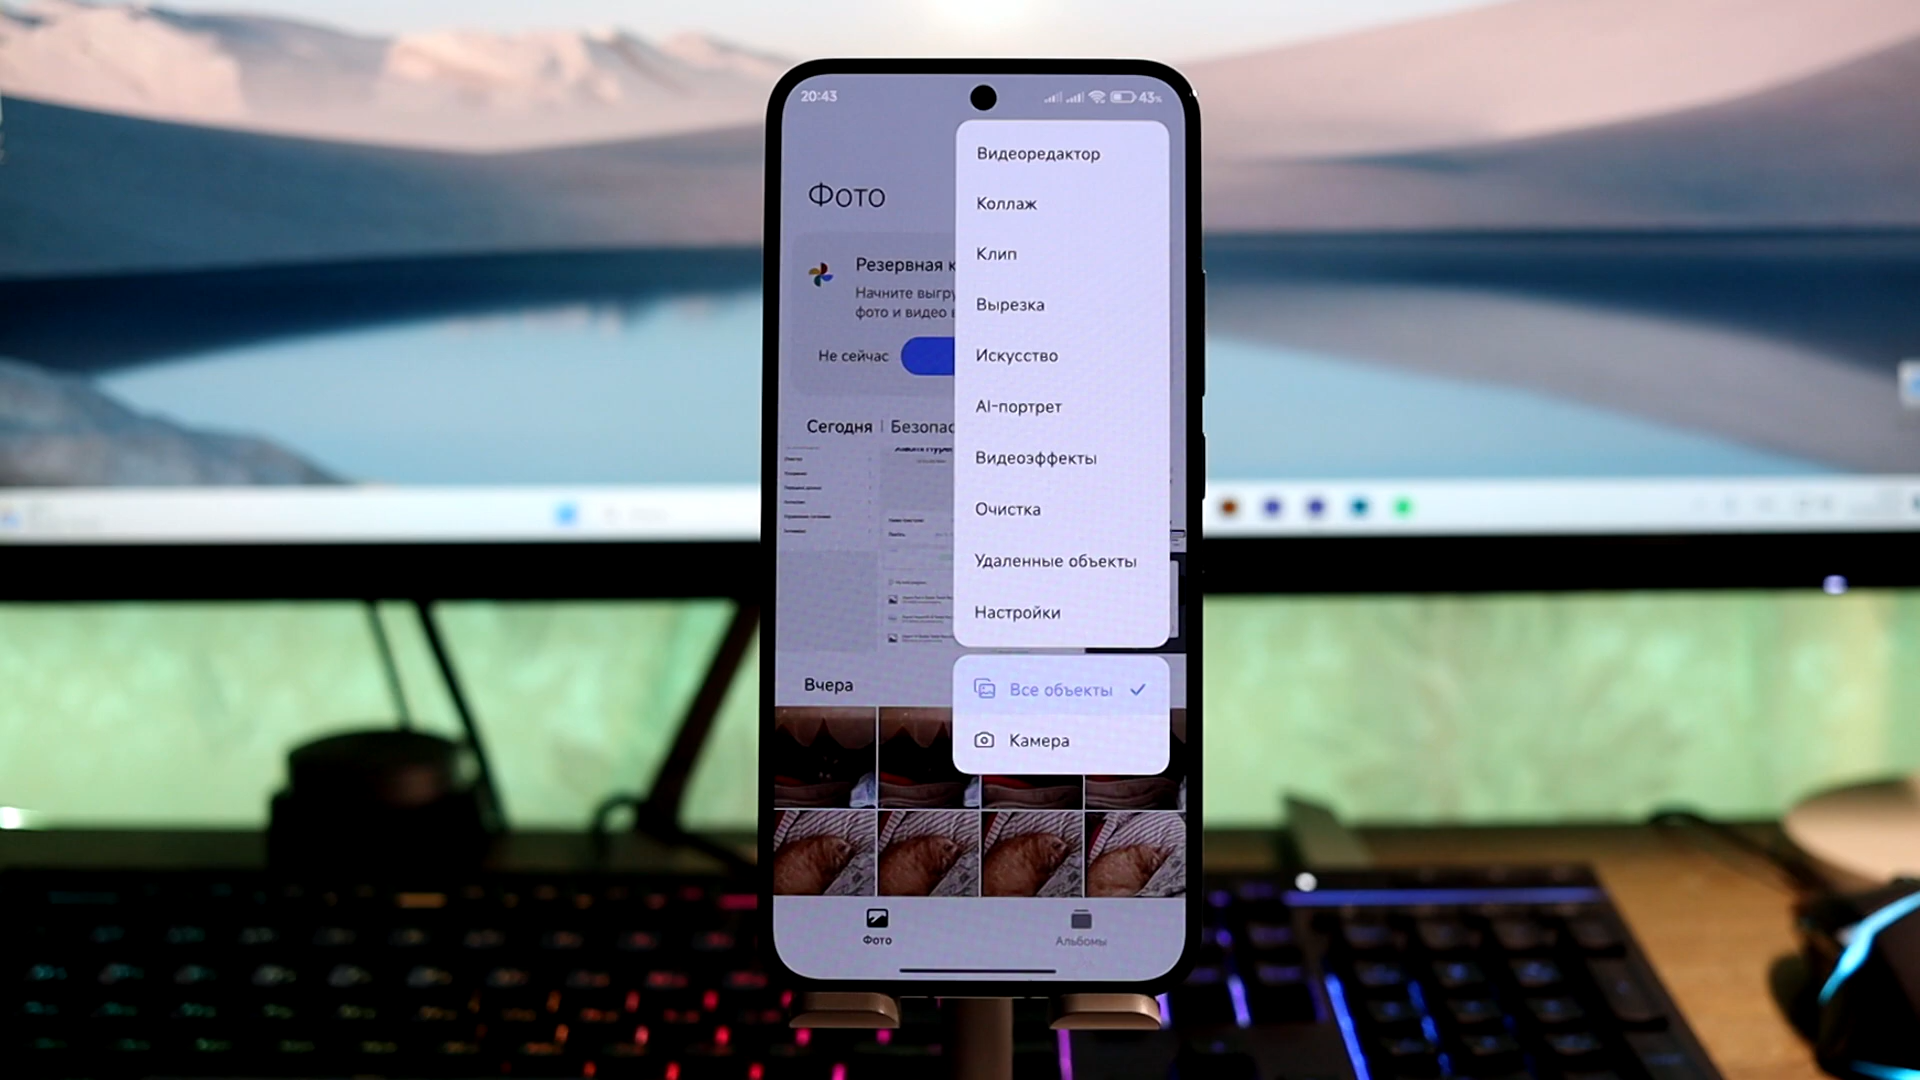 20:43
43%
Фото
Резервная к
Начните выгру
фото и видео
Не сейчас
Сегодня | Безопас
Вчера
Видеоредактор
Коллаж
Клип
Вырезка
Искусство
AI-портрет
Видеоэффекты
Очистка
Удаленные объекты
Настройки
Все объекты
Камера
Фото
Альбомы